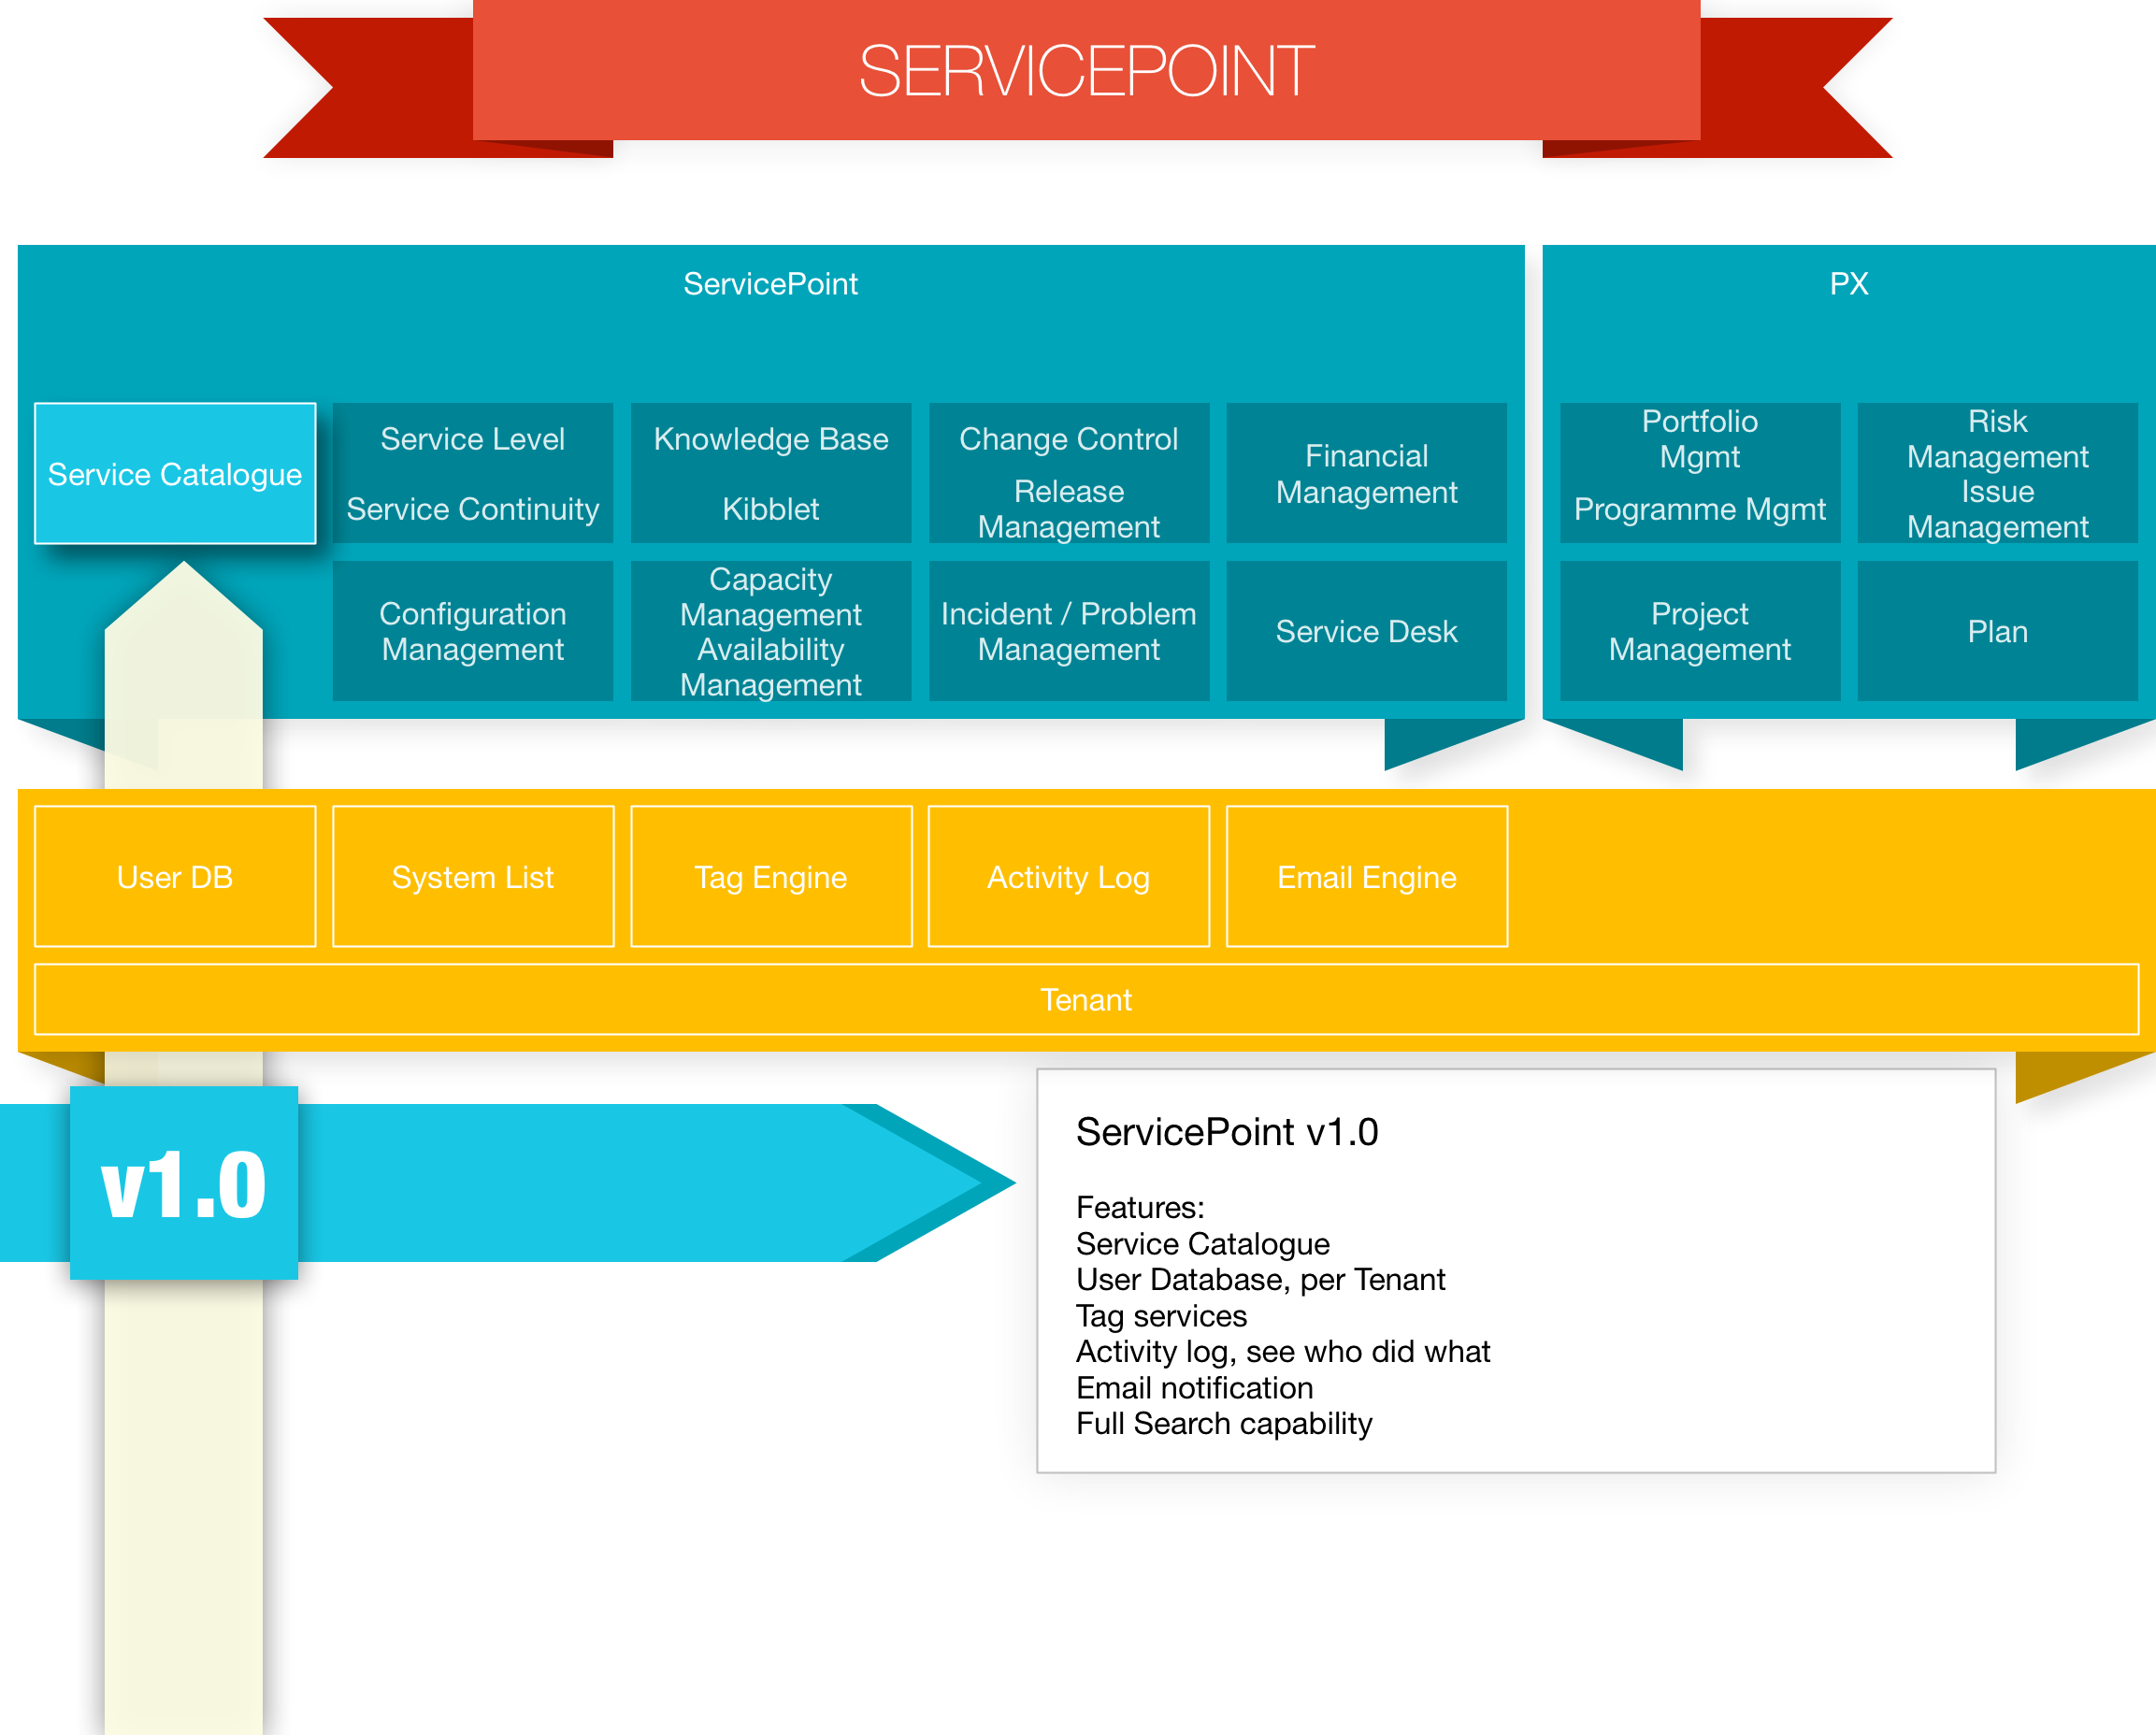 SERVICEPOINT
ServicePoint
PX
Service Catalogue
Service Level
Service Continuity
Knowledge Base
Kibblet
Change Control
Release
Management
Financial
Management
Portfolio
Mgmt
Programme Mgmt
Risk
Management
Issue
Management
Configuration
Management
Capacity
Management
Availability
Management
Incident / Problem
Management
Service Desk
Project
Management
Plan
User DB
System List
Tag Engine
Activity Log
Email Engine
Tenant
v1.0
ServicePoint v1.0
Features:
Service Catalogue
User Database, per Tenant
Tag services
Activity log, see who did what
Email notification
Full Search capability